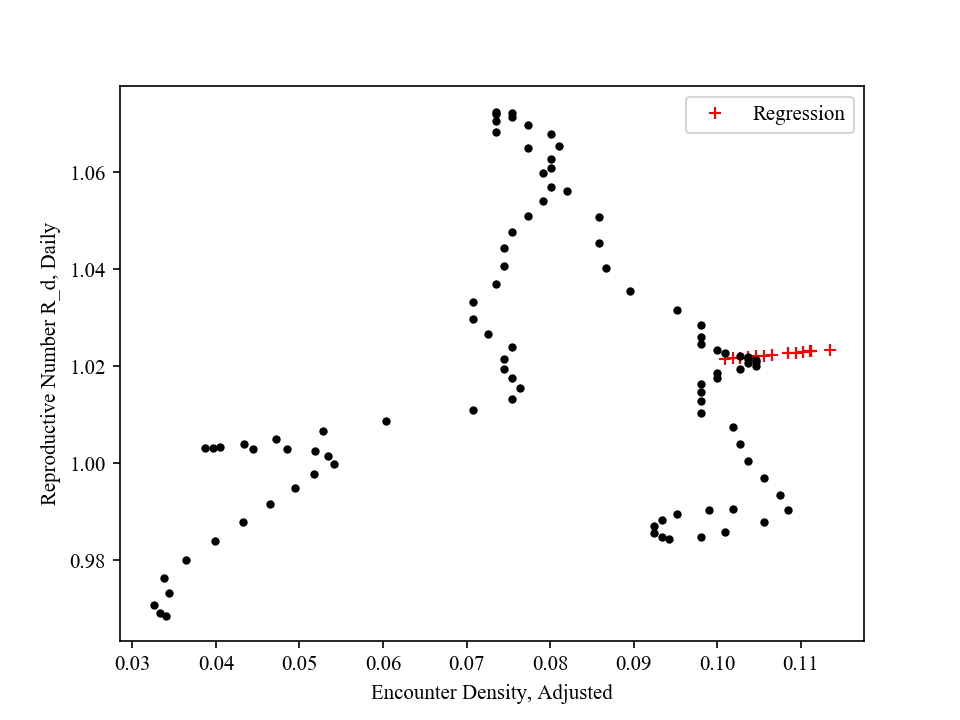 Regression
1.06
1.04
1.02
1.00
0.98
Reproductive Number R_d, Daily
0.03 0.04 0.05 0.06 0.07 0.08 0.09 0.10 0.11
Encounter Density, Adjusted